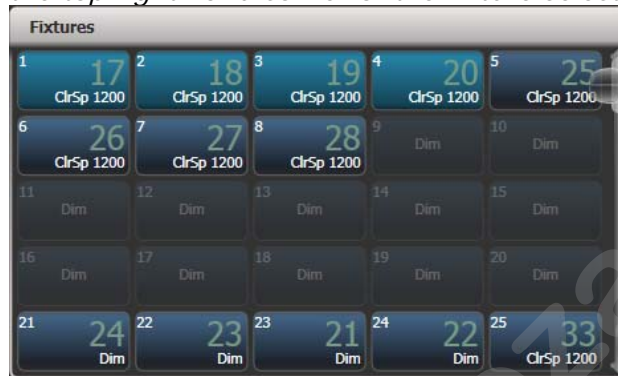 Fixtures
1 17 ClrSp 1200
2 18 ClrSp 1200
3 19 ClrSp 1200
4 20 ClrSp 1200
5 25 ClrSp 1200
6 26 ClrSp 1200
7 27 ClrSp 1200
8 28 ClrSp 1200
9 Dim
10 Dim
11 Dim
12 Dim
13 Dim
14 Dim
15 Dim
16 Dim
17 Dim
18 Dim
19 Dim
20 Dim
21 24 Dim
22 23 Dim
23 21 Dim
24 22 Dim
25 33 ClrSp 1200